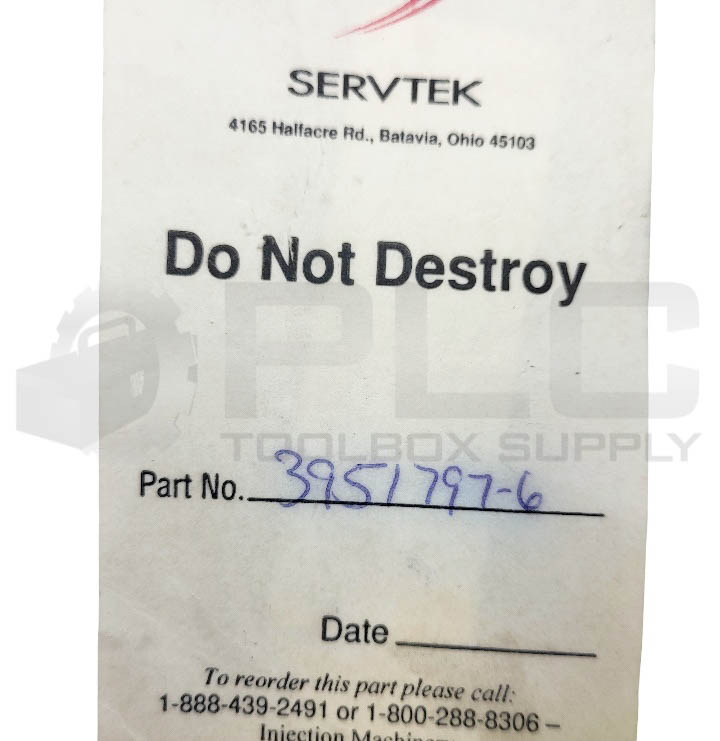 SERVTEK
4165 Halfacre Rd., Batavia, Ohio 45103
Do Not Destroy
PLC
TOOLBOX SUPPLY
Part No. 3951797-6
Date
To reorder this part please call:
1-888-439-2491 or 1-800-288-8306 –
Injection